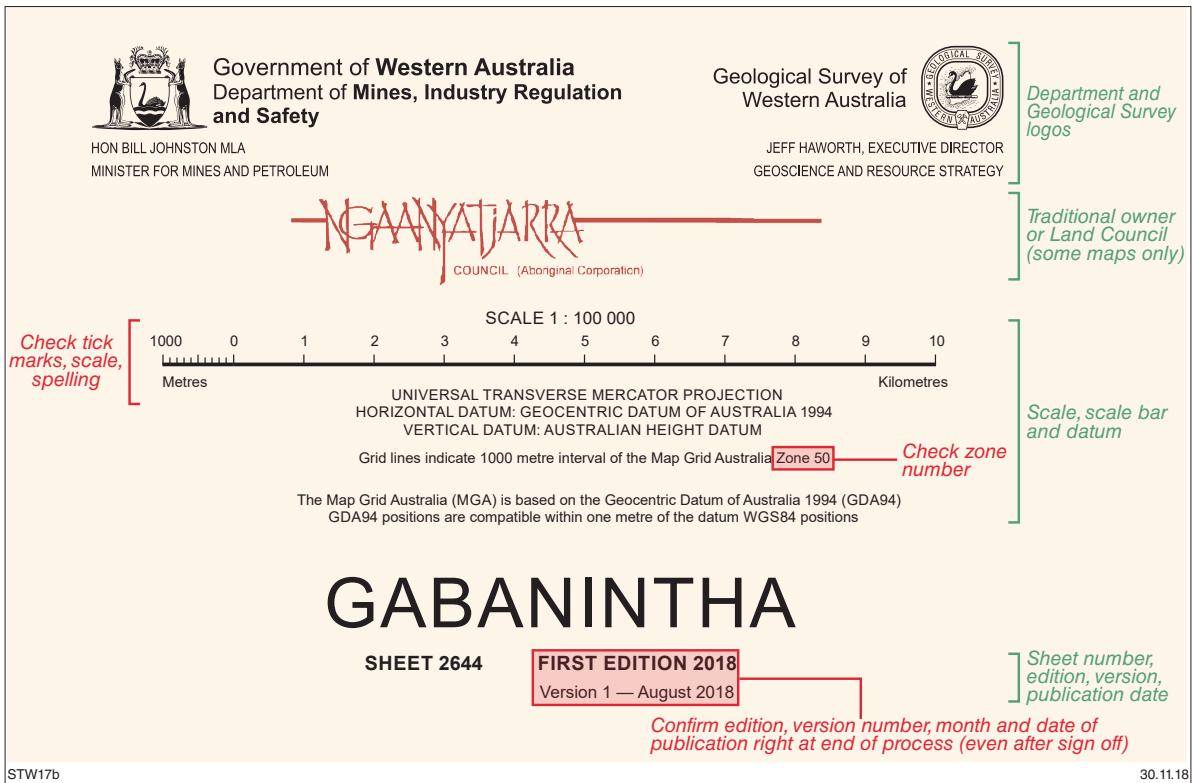 Government of Western Australia
Department of Mines, Industry Regulation
and Safety
HON BILL JOHNSTON MLA
MINISTER FOR MINES AND PETROLEUM
Geological Survey of
Western Australia
GEOLOGICAL SURVEY
WESTERN AUSTRALIA
JEFF HAWORTH, EXECUTIVE DIRECTOR
GEOSCIENCE AND RESOURCE STRATEGY
Department and
Geological Survey
logos
NGAANYATJARRA
COUNCIL (Aboriginal Corporation)
Traditional owner
or Land Council
(some maps only)
Check tick
marks, scale,
spelling
SCALE 1 : 100 000
1000 0 1 2 3 4 5 6 7 8 9 10
Metres Kilometres
UNIVERSAL TRANSVERSE MERCATOR PROJECTION
HORIZONTAL DATUM: GEOCENTRIC DATUM OF AUSTRALIA 1994
VERTICAL DATUM: AUSTRALIAN HEIGHT DATUM
Grid lines indicate 1000 metre interval of the Map Grid Australia Zone 50
Check zone
number
Scale, scale bar
and datum
The Map Grid Australia (MGA) is based on the Geocentric Datum of Australia 1994 (GDA94)
GDA94 positions are compatible within one metre of the datum WGS84 positions
GABANINTHA
SHEET 2644 FIRST EDITION 2018
Version 1 — August 2018
Sheet number,
edition, version,
publication date
Confirm edition, version number, month and date of
publication right at end of process (even after sign off)
STW17b 30.11.18